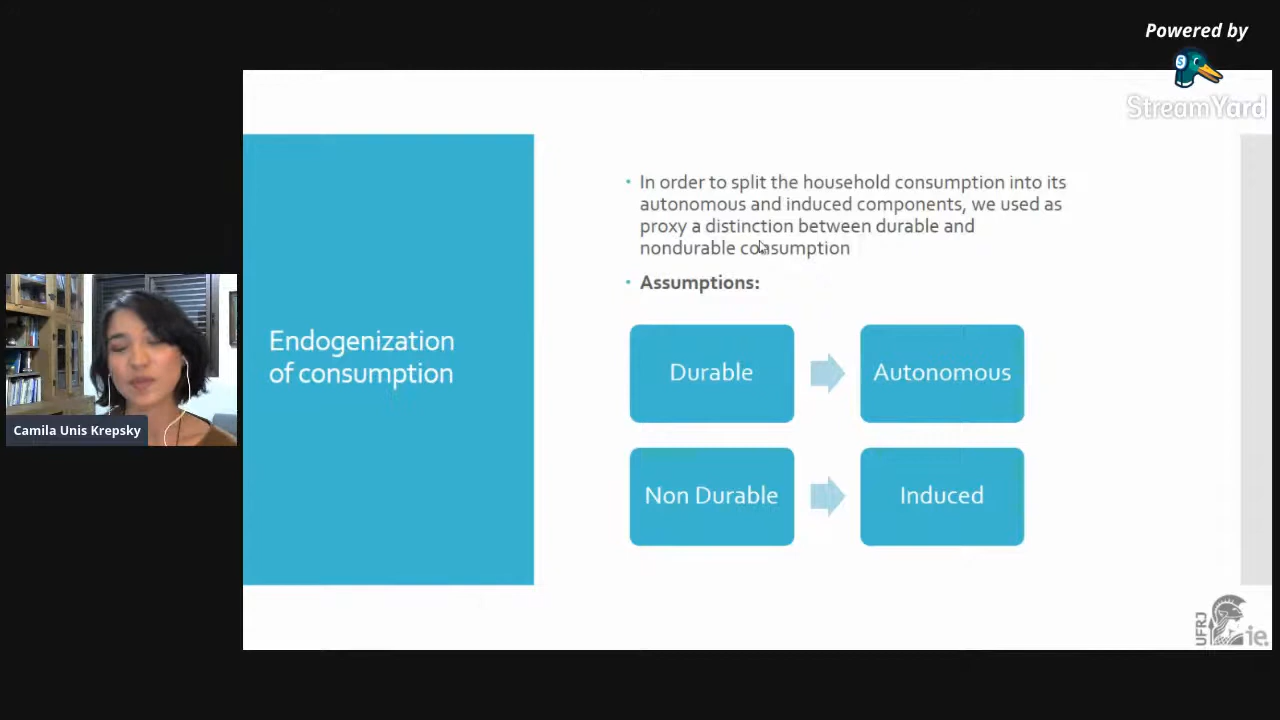 Powered by
StreamYard
In order to split the household consumption into its
autonomous and induced components, we used as
proxy a distinction between durable and
nondurable consumption
Assumptions:
Endogenization
of consumption
Durable
Autonomous
Non Durable
Induced
Camila Unis Krepsky
UFRJ
ie.